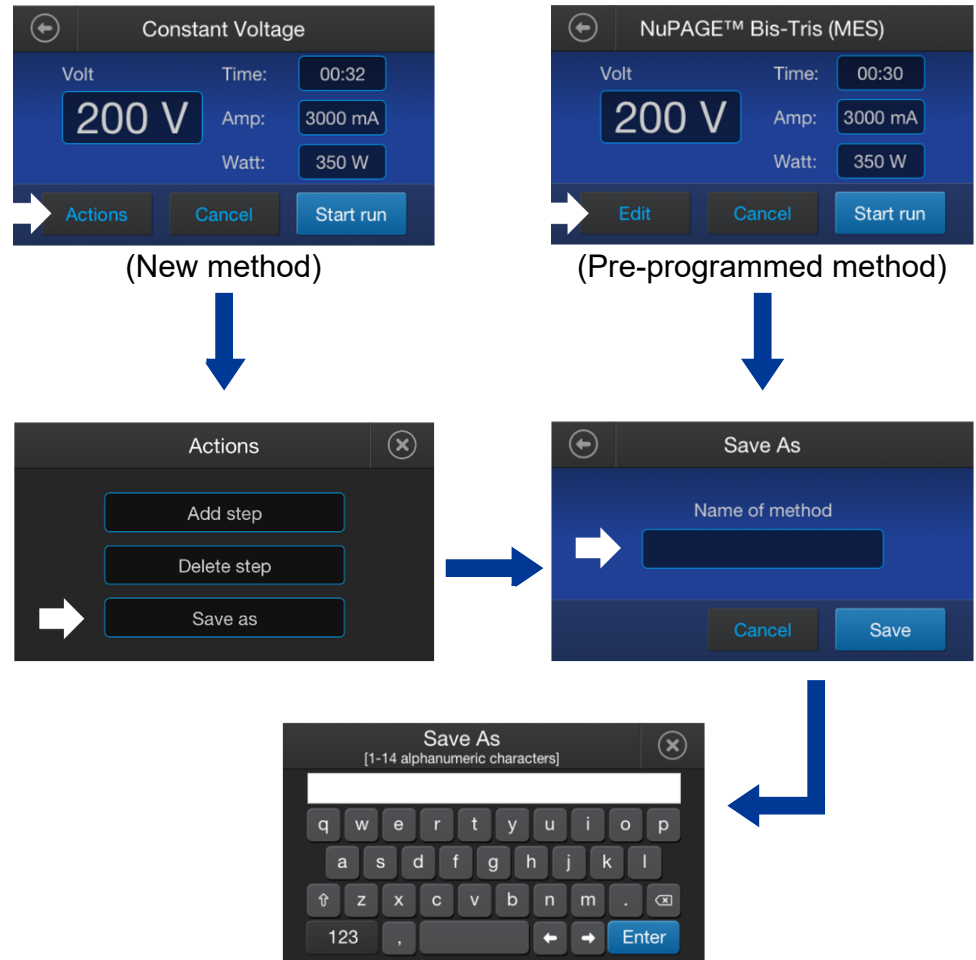 Constant Voltage
Volt
Time: 00:32
200 V
Amp: 3000 mA
Watt: 350 W
Actions Cancel Start run
(New method)
NuPAGE™ Bis-Tris (MES)
Volt
Time: 00:30
200 V
Amp: 3000 mA
Watt: 350 W
Edit Cancel Start run
(Pre-programmed method)
Actions
Add step
Delete step
Save as
Save As
Name of method
Cancel Save
Save As
[1-14 alphanumeric characters]
q w e r t y u i o p
a s d f g h j k l
z x c v b n m .
123 , Enter